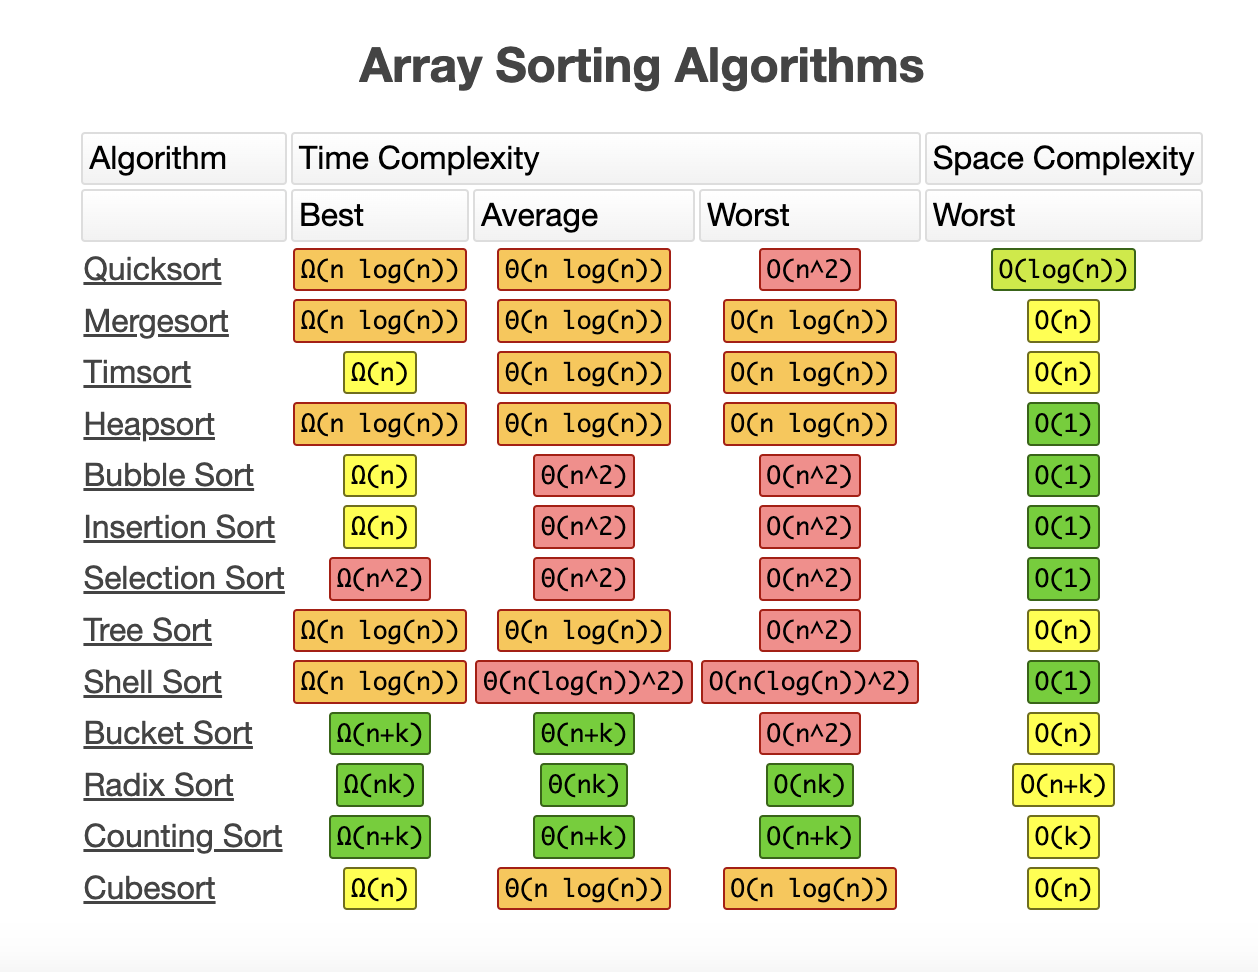 Array Sorting Algorithms
Algorithm Time Complexity Space Complexity
Best Average Worst Worst
Quicksort Ω(n log(n)) Θ(n log(n)) O(n^2) O(log(n))
Mergesort Ω(n log(n)) Θ(n log(n)) O(n log(n)) O(n)
Timsort Ω(n) Θ(n log(n)) O(n log(n)) O(n)
Heapsort Ω(n log(n)) Θ(n log(n)) O(n log(n)) O(1)
Bubble Sort Ω(n) Θ(n^2) O(n^2) O(1)
Insertion Sort Ω(n) Θ(n^2) O(n^2) O(1)
Selection Sort Ω(n^2) Θ(n^2) O(n^2) O(1)
Tree Sort Ω(n log(n)) Θ(n log(n)) O(n^2) O(n)
Shell Sort Ω(n log(n)) Θ(n(log(n))^2) O(n(log(n))^2) O(1)
Bucket Sort Ω(n+k) Θ(n+k) O(n^2) O(n)
Radix Sort Ω(nk) Θ(nk) O(nk) O(n+k)
Counting Sort Ω(n+k) Θ(n+k) O(n+k) O(k)
Cubesort Ω(n) Θ(n log(n)) O(n log(n)) O(n)